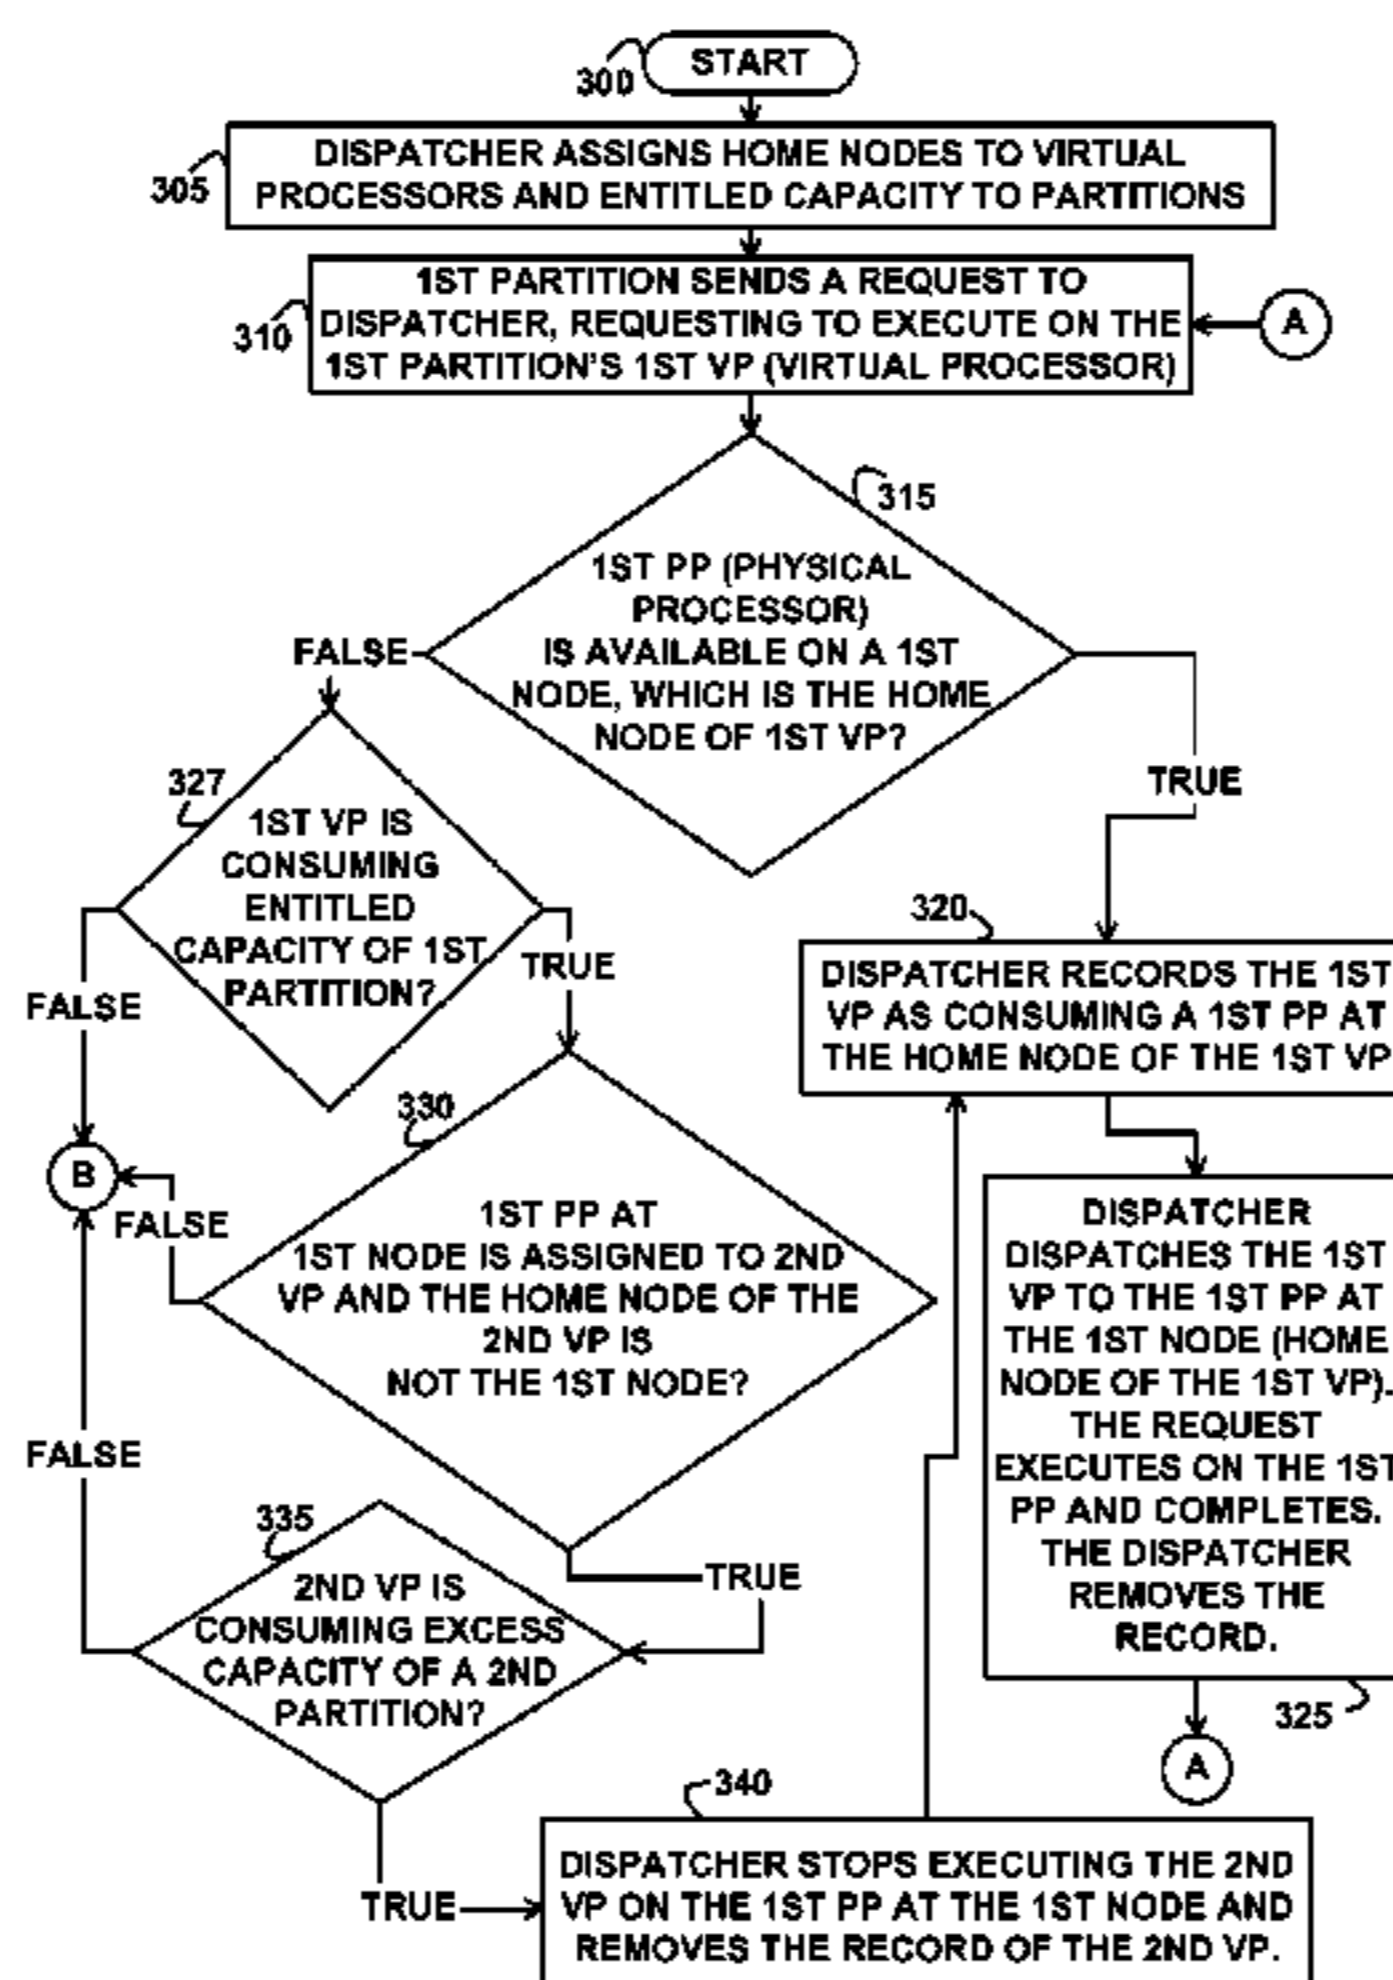 START
300
DISPATCHER ASSIGNS HOME NODES TO VIRTUAL
PROCESSORS AND ENTITLED CAPACITY TO PARTITIONS
305
1ST PARTITION SENDS A REQUEST TO
DISPATCHER, REQUESTING TO EXECUTE ON THE
1ST PARTITION'S 1ST VP (VIRTUAL PROCESSOR)
310
A
315
1ST PP (PHYSICAL
PROCESSOR)
IS AVAILABLE ON A 1ST
NODE, WHICH IS THE HOME
NODE OF 1ST VP?
FALSE
TRUE
327
1ST VP IS
CONSUMING
ENTITLED
CAPACITY OF 1ST
PARTITION?
FALSE
TRUE
320
DISPATCHER RECORDS THE 1ST
VP AS CONSUMING A 1ST PP AT
THE HOME NODE OF THE 1ST VP
330
B
FALSE
1ST PP AT
1ST NODE IS ASSIGNED TO 2ND
VP AND THE HOME NODE OF THE
2ND VP IS
NOT THE 1ST NODE?
DISPATCHER
DISPATCHES THE 1ST
VP TO THE 1ST PP AT
THE 1ST NODE (HOME
NODE OF THE 1ST VP).
THE REQUEST
EXECUTES ON THE 1ST
PP AND COMPLETES.
THE DISPATCHER
REMOVES THE
RECORD.
325
FALSE
TRUE
335
2ND VP IS
CONSUMING EXCESS
CAPACITY OF A 2ND
PARTITION?
A
340
TRUE
DISPATCHER STOPS EXECUTING THE 2ND
VP ON THE 1ST PP AT THE 1ST NODE AND
REMOVES THE RECORD OF THE 2ND VP.